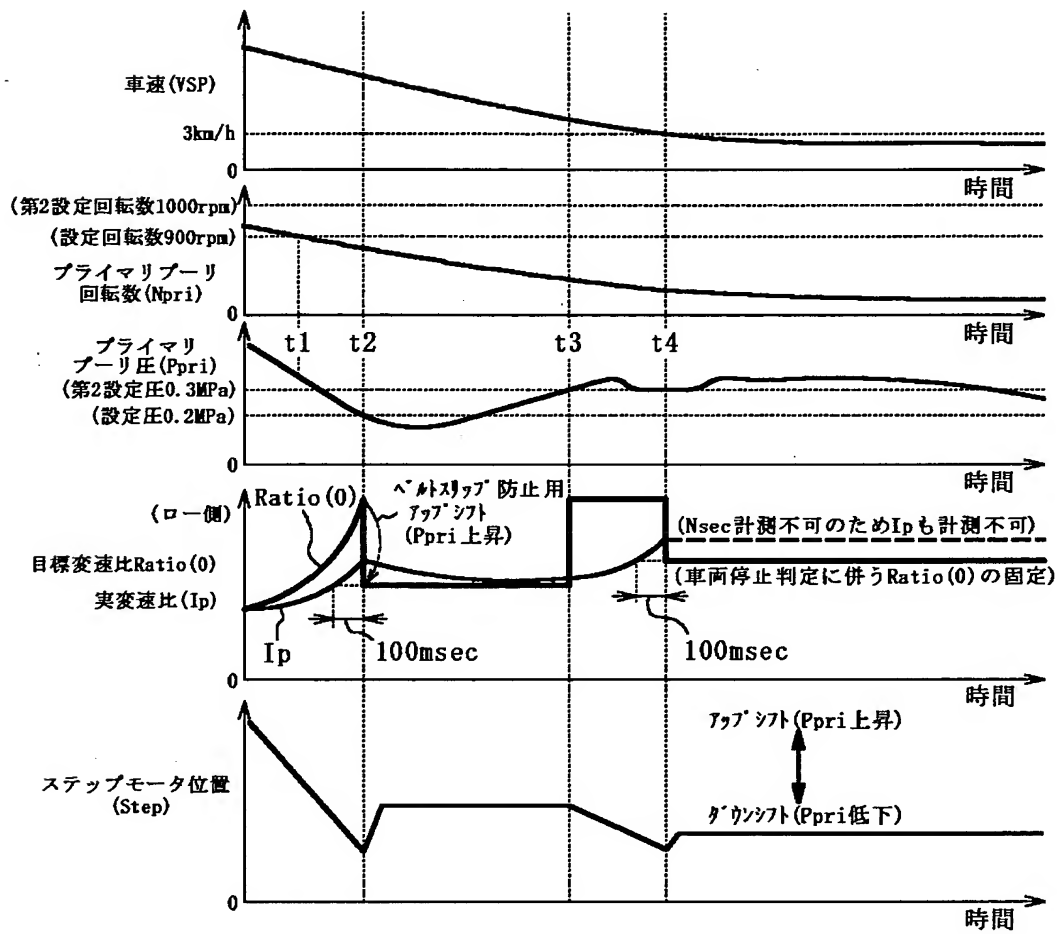 車速(VSP)
3km/h
0
時間
(第2設定回転数1000rpm)
(設定回転数900rpm)
プライマリプーリ
回転数(Npri)
0
時間
t1
t2
t3
t4
プライマリ
プーリ圧(Ppri)
(第2設定圧0.3MPa)
(設定圧0.2MPa)
0
時間
(ロー側)
Ratio(0)
ベルトスリップ防止用
アップシフト
(Ppri上昇)
(Nsec計測不可のためIpも計測不可)
目標変速比Ratio(0)
(車両停止判定に併うRatio(0)の固定)
実変速比(Ip)
Ip
100msec
100msec
0
時間
アップシフト(Ppri上昇)
ステップモータ位置
(Step)
ダウンシフト(Ppri低下)
0
時間